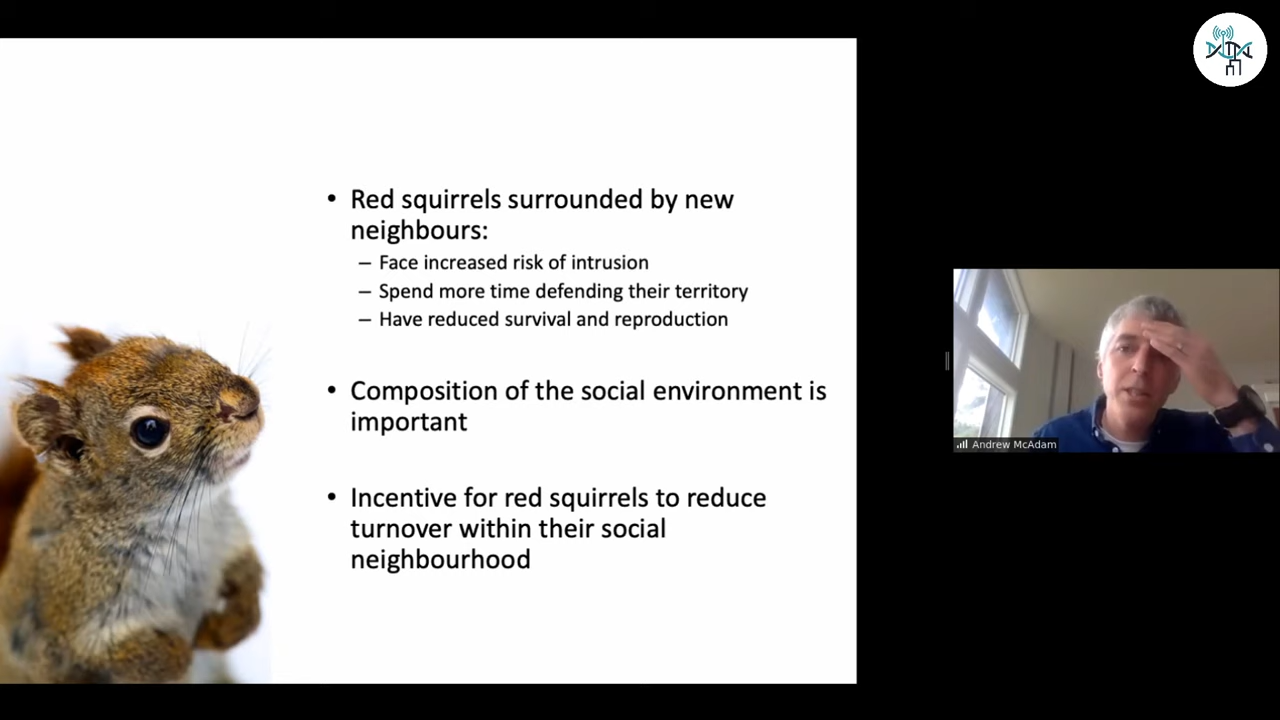 • Red squirrels surrounded by new
neighbours:
– Face increased risk of intrusion
– Spend more time defending their territory
– Have reduced survival and reproduction
• Composition of the social environment is
important
• Incentive for red squirrels to reduce
turnover within their social
neighbourhood
Andrew McAdam